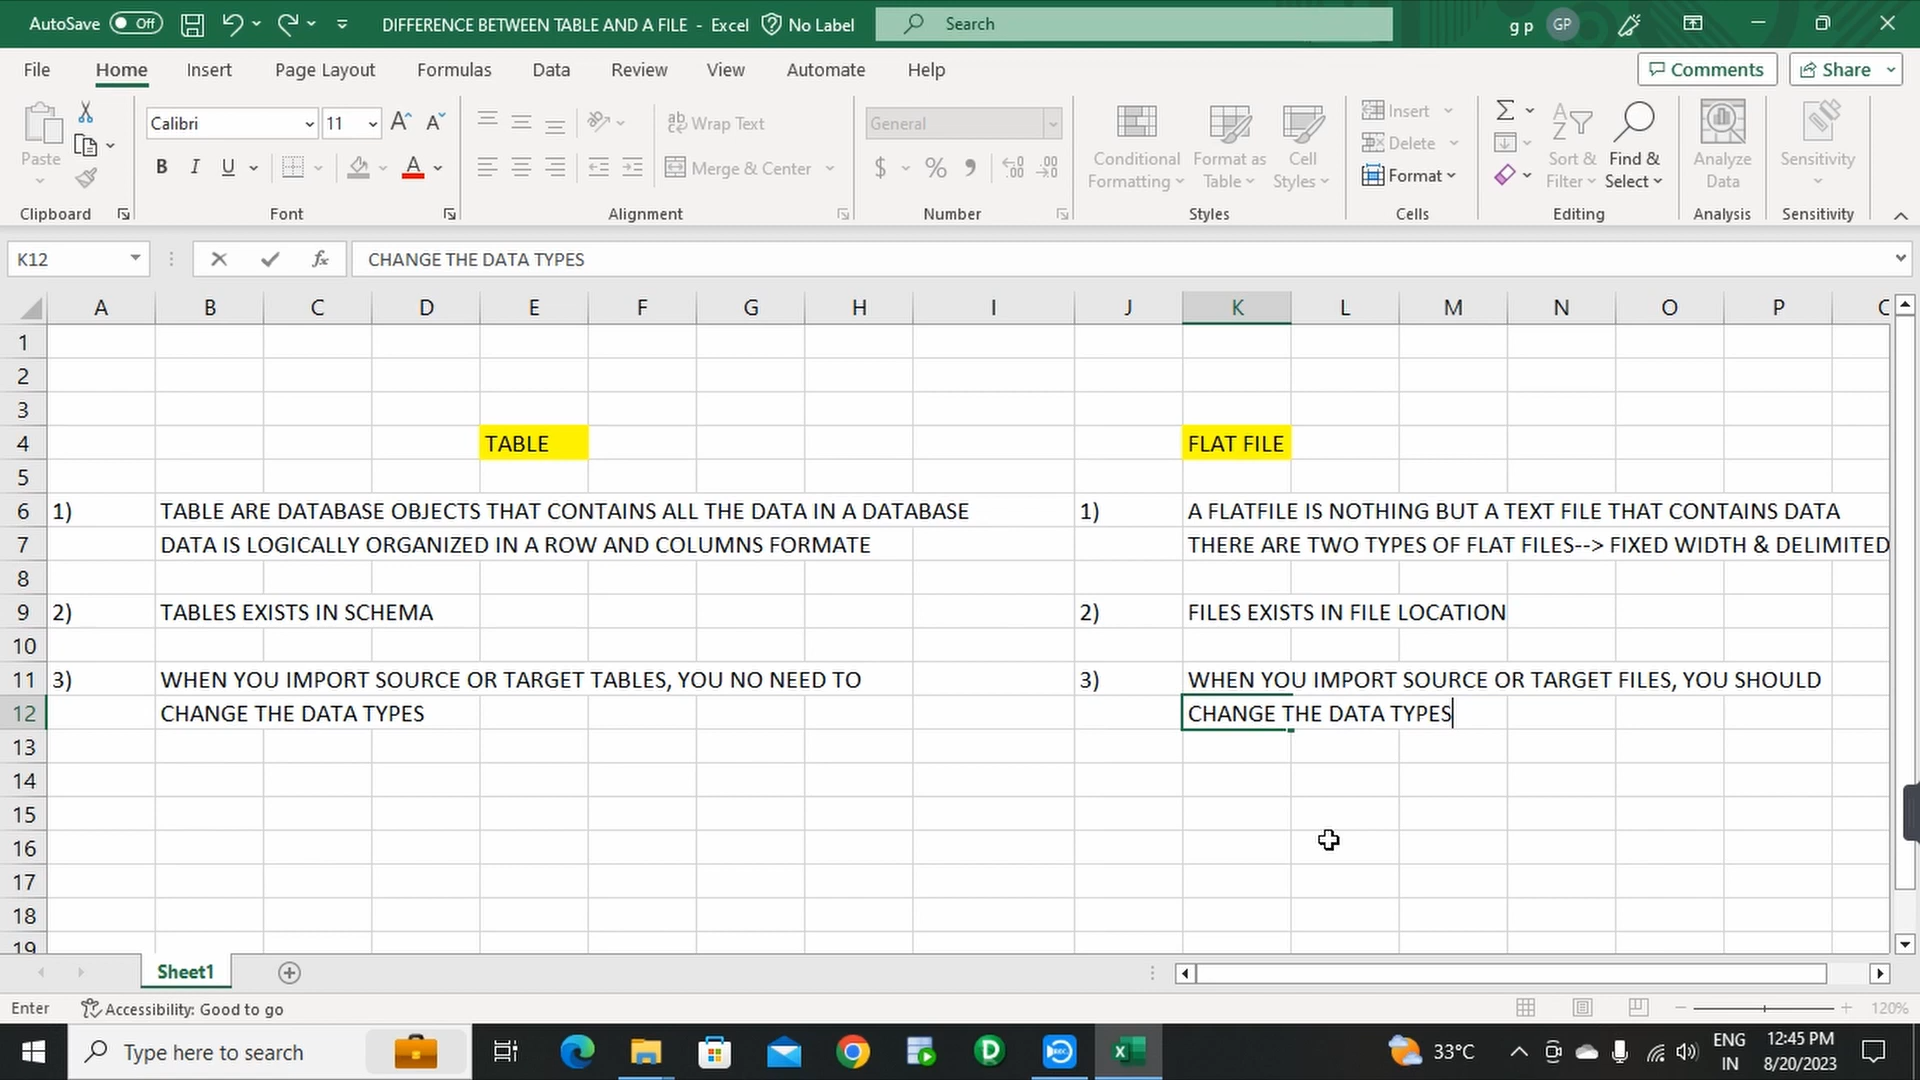 AutoSave Off DIFFERENCE BETWEEN TABLE AND A FILE - Excel No Label Search g p GP
File Home Insert Page Layout Formulas Data Review View Automate Help Comments Share
Calibri 11 A^ A˅ ab Wrap Text General Σ
Paste B I U A Merge & Center $ % 9 Conditional Formatting Format as Table Cell Styles Insert Delete Format Sort & Filter Find & Select Analyze Data Sensitivity
Clipboard Font Alignment Number Styles Cells Editing Analysis Sensitivity
K12 fx CHANGE THE DATA TYPES
A B C D E F G H I J K L M N O P
1
2
3
4 TABLE FLAT FILE
5
6 1) TABLE ARE DATABASE OBJECTS THAT CONTAINS ALL THE DATA IN A DATABASE 1) A FLATFILE IS NOTHING BUT A TEXT FILE THAT CONTAINS DATA
7 DATA IS LOGICALLY ORGANIZED IN A ROW AND COLUMNS FORMATE THERE ARE TWO TYPES OF FLAT FILES--> FIXED WIDTH & DELIMITED
8
9 2) TABLES EXISTS IN SCHEMA 2) FILES EXISTS IN FILE LOCATION
10
11 3) WHEN YOU IMPORT SOURCE OR TARGET TABLES, YOU NO NEED TO 3) WHEN YOU IMPORT SOURCE OR TARGET FILES, YOU SHOULD
12 CHANGE THE DATA TYPES CHANGE THE DATA TYPES
13
14
15
16
17
18
19
Sheet1
Enter Accessibility: Good to go 120%
Type here to search 33°C ENG 12:45 PM
IN 8/20/2023